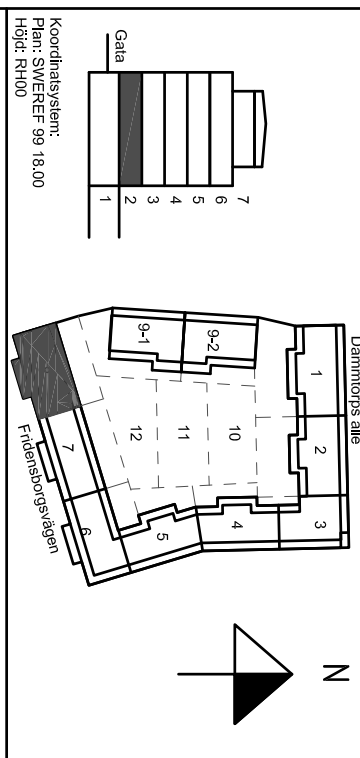 Koordinatsystem:
Plan: SWEREF 99 18.00
Höjd: RH00
Gata
1
2
3
4
5
6
7
Dammtorps alle
1
2
3
4
5
6
7
9-1
9-2
10
11
12
Fridensborgsvägen
N